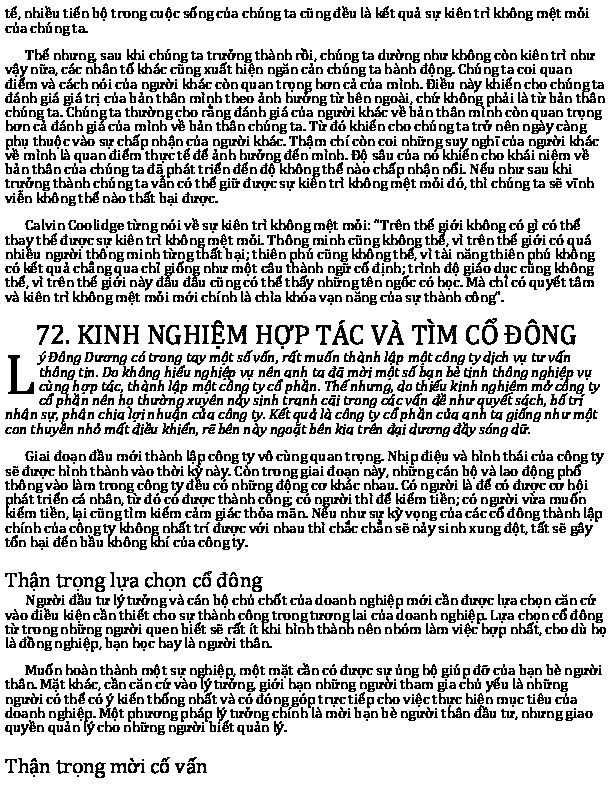 tế, nhiều tiến bộ trong cuộc sống của chúng ta cũng đều là kết quả sự kiên trì không mệt mỏi
của chúng ta.
Thế nhưng, sau khi chúng ta trưởng thành rồi, chúng ta dường như không còn kiên trì như
vậy nữa, các nhân tố khác cũng xuất hiện ngăn cản chúng ta hành động. Chúng ta coi quan
điểm và cách nói của người khác còn quan trọng hơn cả của mình. Điều này khiến cho chúng ta
đánh giá giá trị của bản thân mình theo ảnh hưởng từ bên ngoài, chứ không phải là từ bản thân
chúng ta. Chúng ta thường cho rằng đánh giá của người khác về bản thân mình còn quan trọng
hơn cả đánh giá của mình về bản thân chúng ta. Từ đó khiến cho chúng ta trở nên ngày càng
phụ thuộc vào sự chấp nhận của người khác. Thậm chí còn coi những suy nghĩ của người khác
về mình là quan điểm thực tế để ảnh hưởng đến mình. Độ sâu của nó khiến cho khái niệm về
bản thân của chúng ta đã phát triển đến độ không thể nào chấp nhận nổi. Nếu như sau khi
trưởng thành chúng ta vẫn có thể giữ được sự kiên trì không mệt mỏi đó, thì chúng ta sẽ vĩnh
viễn không thể nào thất bại được.
Calvin Coolidge từng nói về sự kiên trì không mệt mỏi: "Trên thế giới không có gì có thể
thay thế được sự kiên trì không mệt mỏi. Thông minh cũng không thể, vì trên thế giới có quá
nhiều người thông minh từng thất bại; thiên phú cũng không thể, vì tài năng thiên phú không
có kết quả chẳng qua chỉ giống như một câu thành ngữ cố định; trình độ giáo dục cũng không
thể, vì trên thế giới này đâu đâu cũng có thể thấy những tên ngốc có học. Mà chỉ có quyết tâm
và kiên trì không mệt mỏi mới chính là chìa khóa vạn năng của sự thành công".
72. KINH NGHIỆM HỢP TÁC VÀ TÌM CỔ ĐÔNG
Lý Đông Dương có trong tay một số vốn, rất muốn thành lập một công ty dịch vụ tư vấn
thông tin. Do không hiểu nghiệp vụ nên anh ta đã mời một số bạn bè tinh thông nghiệp vụ
cùng hợp tác, thành lập một công ty cổ phần. Thế nhưng, do thiếu kinh nghiệm mở công ty
cổ phần nên họ thường xuyên nảy sinh tranh cãi trong các vấn đề như quyết sách, bố trí
nhân sự, phân chia lợi nhuận của công ty. Kết quả là công ty cổ phần của anh ta giống như một
con thuyền nhỏ mất điều khiển, rẽ bên này ngoặt bên kia trên đại dương đầy sóng dữ.
Giai đoạn đầu mới thành lập công ty vô cùng quan trọng. Nhịp điệu và hình thái của công ty
sẽ được hình thành vào thời kỳ này. Còn trong giai đoạn này, những cán bộ và lao động phổ
thông vào làm trong công ty đều có những động cơ khác nhau. Có người là để có được cơ hội
phát triển cá nhân, từ đó có được thành công; có người thì để kiếm tiền; có người vừa muốn
kiếm tiền, lại cũng tìm kiếm cảm giác thỏa mãn. Nếu như sự kỳ vọng của các cổ đông thành lập
chính của công ty không nhất trí được với nhau thì chắc chắn sẽ nảy sinh xung đột, tất sẽ gây
tổn hại đến bầu không khí của công ty.
Thận trọng lựa chọn cổ đông
Người đầu tư lý tưởng và cán bộ chủ chốt của doanh nghiệp mới cần được lựa chọn căn cứ
vào điều kiện cần thiết cho sự thành công trong tương lai của doanh nghiệp. Lựa chọn cổ đông
từ trong những người quen biết sẽ rất ít khi hình thành nên nhóm làm việc hợp nhất, cho dù họ
là đồng nghiệp, bạn học hay là người thân.
Muốn hoàn thành một sự nghiệp, một mặt cần có được sự ủng hộ giúp đỡ của bạn bè người
thân. Mặt khác, cần căn cứ vào lý tưởng, giới hạn những người tham gia chủ yếu là những
người có thể có ý kiến thống nhất và có đóng góp trực tiếp cho việc thực hiện mục tiêu của
doanh nghiệp. Một phương pháp lý tưởng chính là mời bạn bè người thân đầu tư, nhưng giao
quyền quản lý cho những người biết quản lý.
Thận trọng mời cố vấn